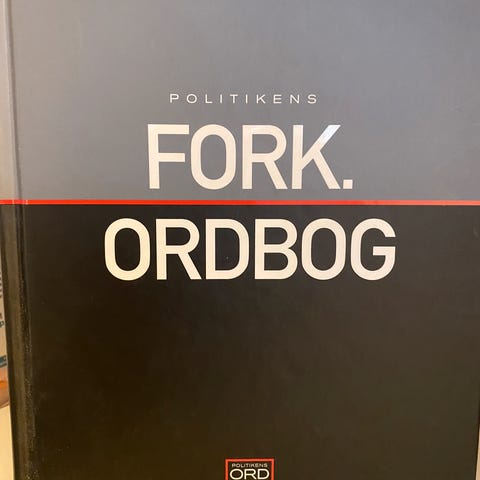 POLITIKENS
FORK.
ORDBOG
POLITIKENS
ORD